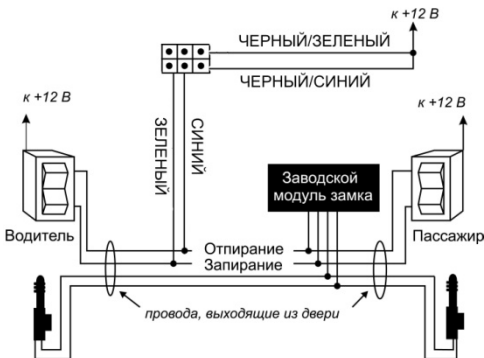 к +12 В
ЧЕРНЫЙ/ЗЕЛЕНЫЙ
ЧЕРНЫЙ/СИНИЙ
к +12 В
к +12 В
ЗЕЛЕНЫЙ
СИНИЙ
Заводской
модуль замка
Водитель
Отпирание
Запирание
Пассажир
провода, выходящие из двери